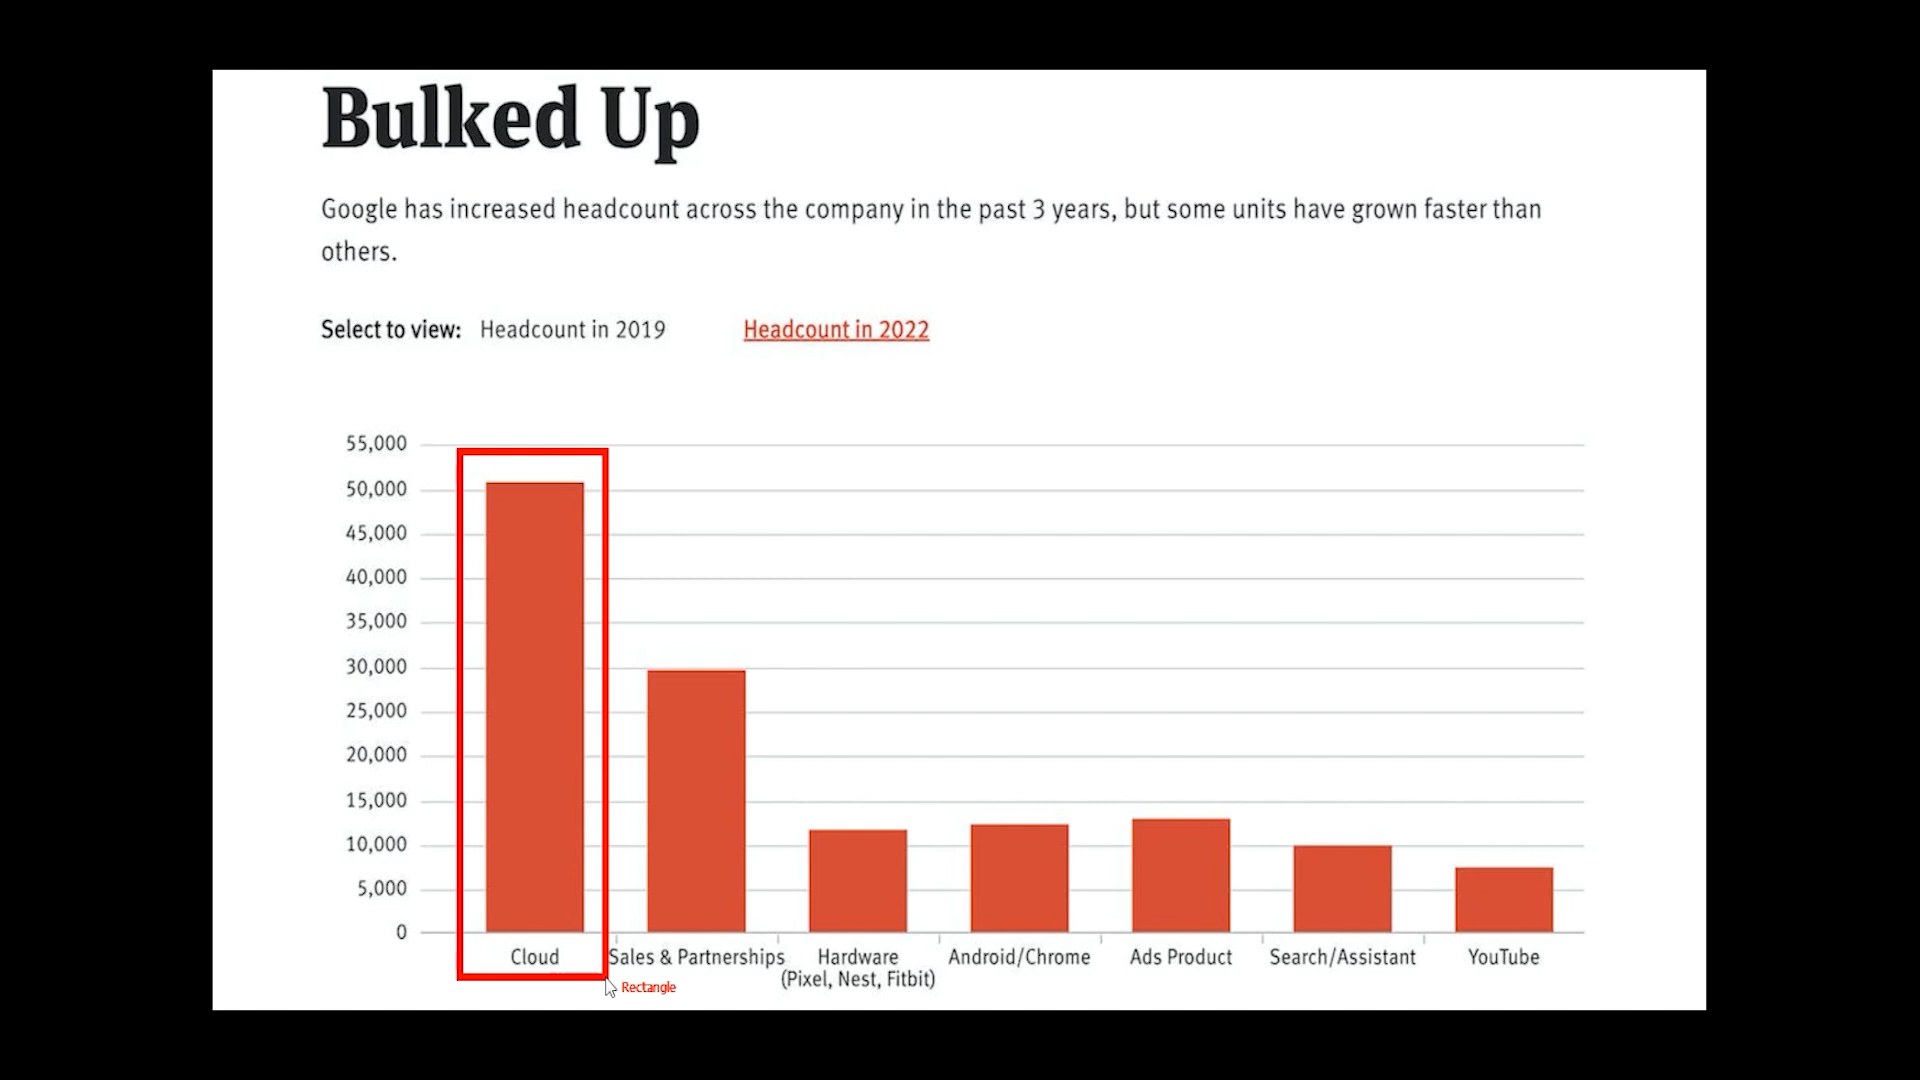 Bulked Up
Google has increased headcount across the company in the past 3 years, but some units have grown faster than
others.
Select to view: Headcount in 2019 Headcount in 2022
55,000
50,000
45,000
40,000
35,000
30,000
25,000
20,000
15,000
10,000
5,000
0
Cloud Sales & Partnerships Hardware Android/Chrome Ads Product Search/Assistant YouTube
(Pixel, Nest, Fitbit)
Rectangle